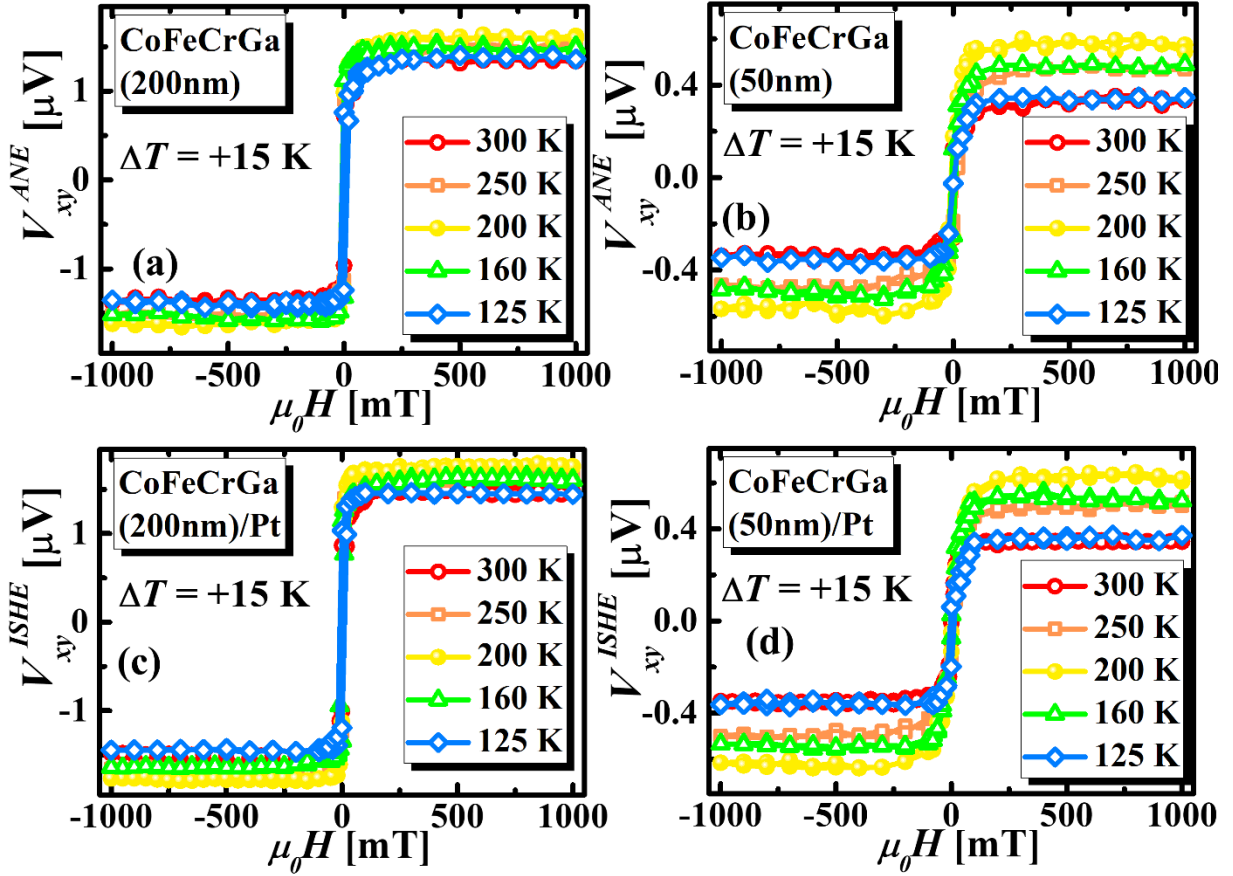 CoFeCrGa
(200nm)
ΔT = +15 K
300 K
250 K
200 K
160 K
125 K
(a)
V_xy^ANE [μV]
1
0
-1
-1000 -500 0 500 1000
μ₀H [mT]
CoFeCrGa
(50nm)
ΔT = +15 K
300 K
250 K
200 K
160 K
125 K
(b)
V_xy^ANE [μV]
0.4
0.0
-0.4
-1000 -500 0 500 1000
μ₀H [mT]
CoFeCrGa
(200nm)/Pt
ΔT = +15 K
300 K
250 K
200 K
160 K
125 K
(c)
V_xy^ISHE [μV]
1
0
-1
-1000 -500 0 500 1000
μ₀H [mT]
CoFeCrGa
(50nm)/Pt
ΔT = +15 K
300 K
250 K
200 K
160 K
125 K
(d)
V_xy^ISHE [μV]
0.4
0.0
-0.4
-1000 -500 0 500 1000
μ₀H [mT]